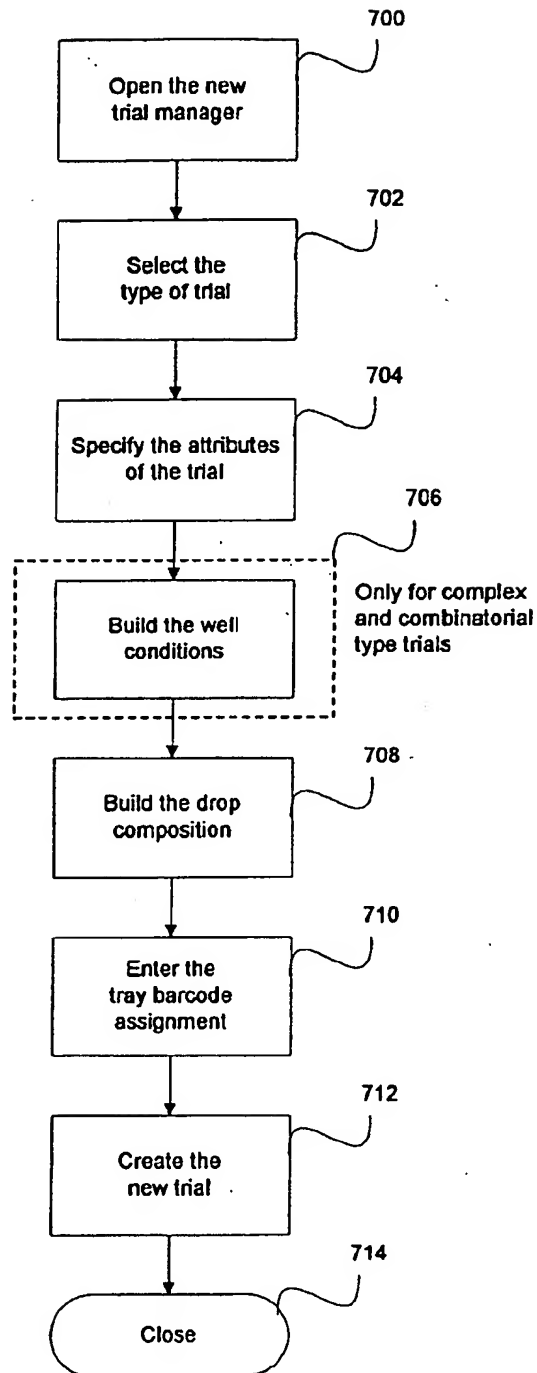 700
Open the new
trial manager
702
Select the
type of trial
704
Specify the attributes
of the trial
706
Only for complex
and combinatorial
type trials
Build the well
conditions
708
Build the drop
composition
710
Enter the
tray barcode
assignment
712
Create the
new trial
714
Close